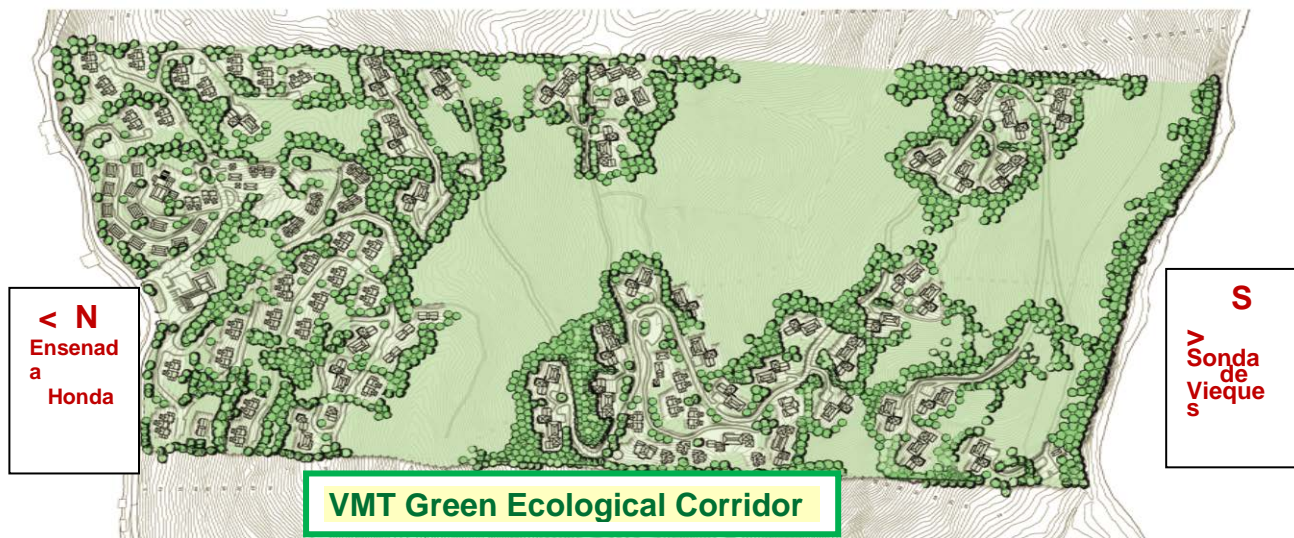 < N
Ensenad
a
Honda
S
>
Sonda
de
Vieque
s
VMT Green Ecological Corridor